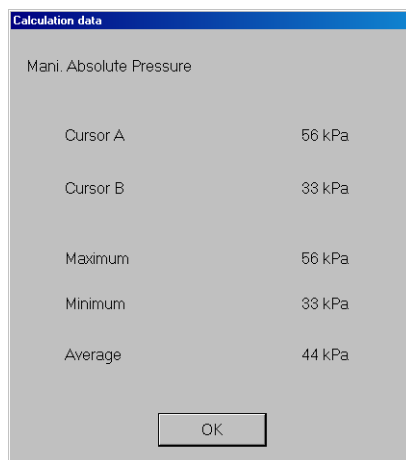 Calculation data
Mani. Absolute Pressure
Cursor A 56 kPa
Cursor B 33 kPa
Maximum 56 kPa
Minimum 33 kPa
Average 44 kPa
OK